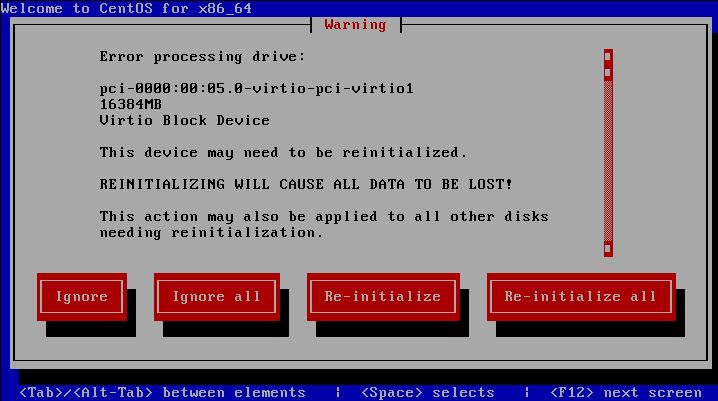 Welcome to CentOS for x86_64
Warning
Error processing drive:
pci-0000:00:05.0-virtio-pci-virtio1
16384MB
Virtio Block Device
This device may need to be reinitialized.
REINITIALIZING WILL CAUSE ALL DATA TO BE LOST!
This action may also be applied to all other disks
needing reinitialization.
Ignore Ignore all Re-initialize Re-initialize all
<Tab>/<Alt-Tab> between elements | <Space> selects | <F12> next screen